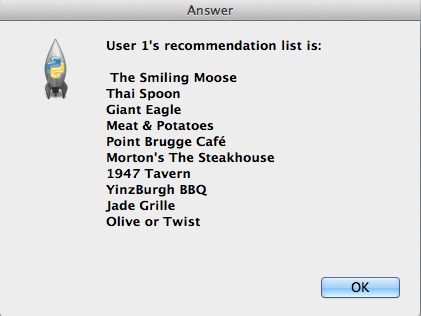 Answer
User 1's recommendation list is:
The Smiling Moose
Thai Spoon
Giant Eagle
Meat & Potatoes
Point Brugge Café
Morton's The Steakhouse
1947 Tavern
YinzBurgh BBQ
Jade Grille
Olive or Twist
OK